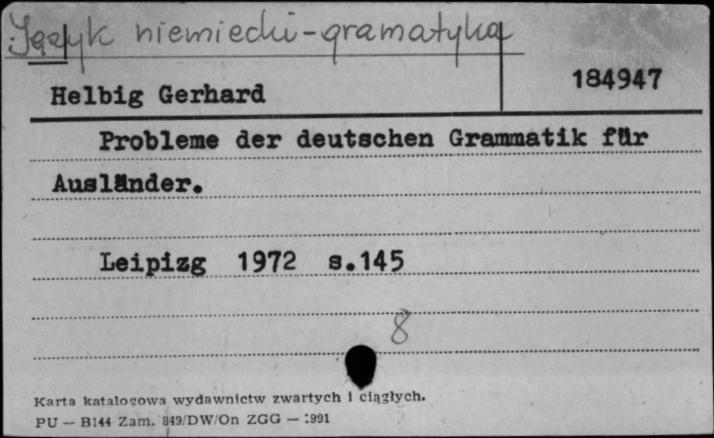 Język niemiecki - gramatyka
184947
Helbig Gerhard
Probleme der deutschen Grammatik für
Ausländer.
Leipizg 1972 s.145
8
Karta katalogowa wydawnictw zwartych i ciągłych.
PU — B144 Zam. 849/DW/On ZGG — 1991